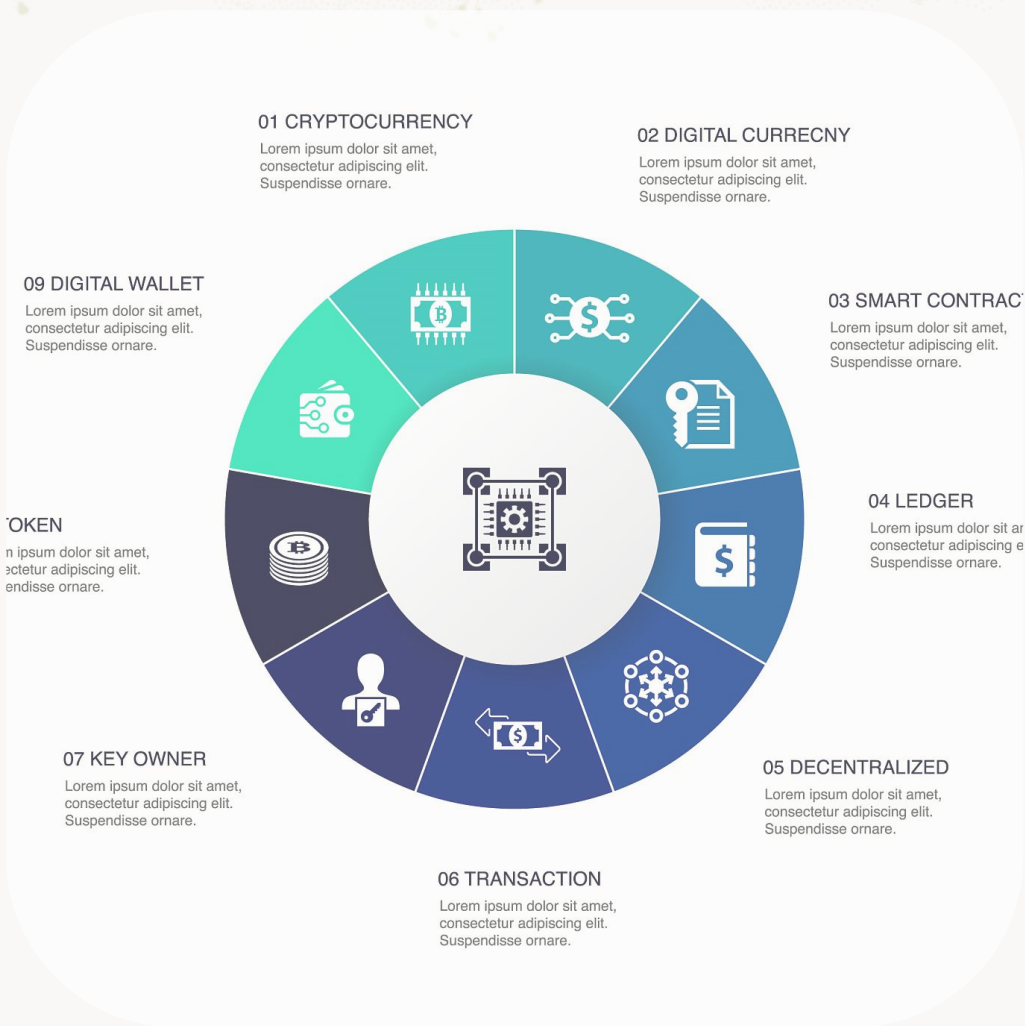 01 CRYPTOCURRENCY
Lorem ipsum dolor sit amet,
consectetur adipiscing elit.
Suspendisse ornare.
02 DIGITAL CURRECNY
Lorem ipsum dolor sit amet,
consectetur adipiscing elit.
Suspendisse ornare.
03 SMART CONTRAC
Lorem ipsum dolor sit amet,
consectetur adipiscing elit.
Suspendisse ornare.
04 LEDGER
Lorem ipsum dolor sit ar
consectetur adipiscing e
Suspendisse ornare.
05 DECENTRALIZED
Lorem ipsum dolor sit amet,
consectetur adipiscing elit.
Suspendisse ornare.
06 TRANSACTION
Lorem ipsum dolor sit amet,
consectetur adipiscing elit.
Suspendisse ornare.
07 KEY OWNER
Lorem ipsum dolor sit amet,
consectetur adipiscing elit.
Suspendisse ornare.
OKEN
ipsum dolor sit amet,
ectetur adipiscing elit.
endisse ornare.
09 DIGITAL WALLET
Lorem ipsum dolor sit amet,
consectetur adipiscing elit.
Suspendisse ornare.